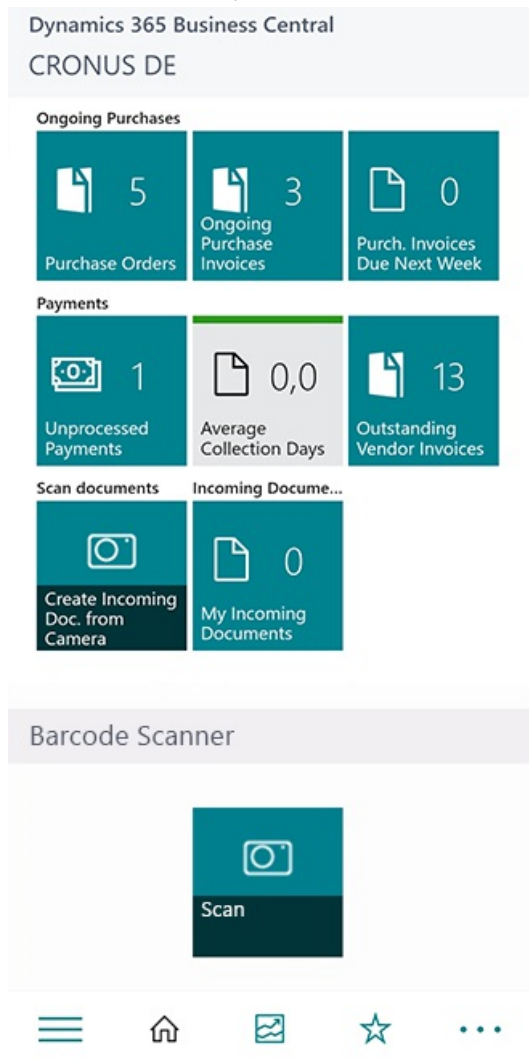 Dynamics 365 Business Central
CRONUS DE
Ongoing Purchases
5
Purchase Orders
3
Ongoing
Purchase
Invoices
0
Purch. Invoices
Due Next Week
Payments
1
Unprocessed
Payments
0,0
Average
Collection Days
13
Outstanding
Vendor Invoices
Scan documents
Create Incoming
Doc. from
Camera
Incoming Docume...
0
My Incoming
Documents
Barcode Scanner
Scan